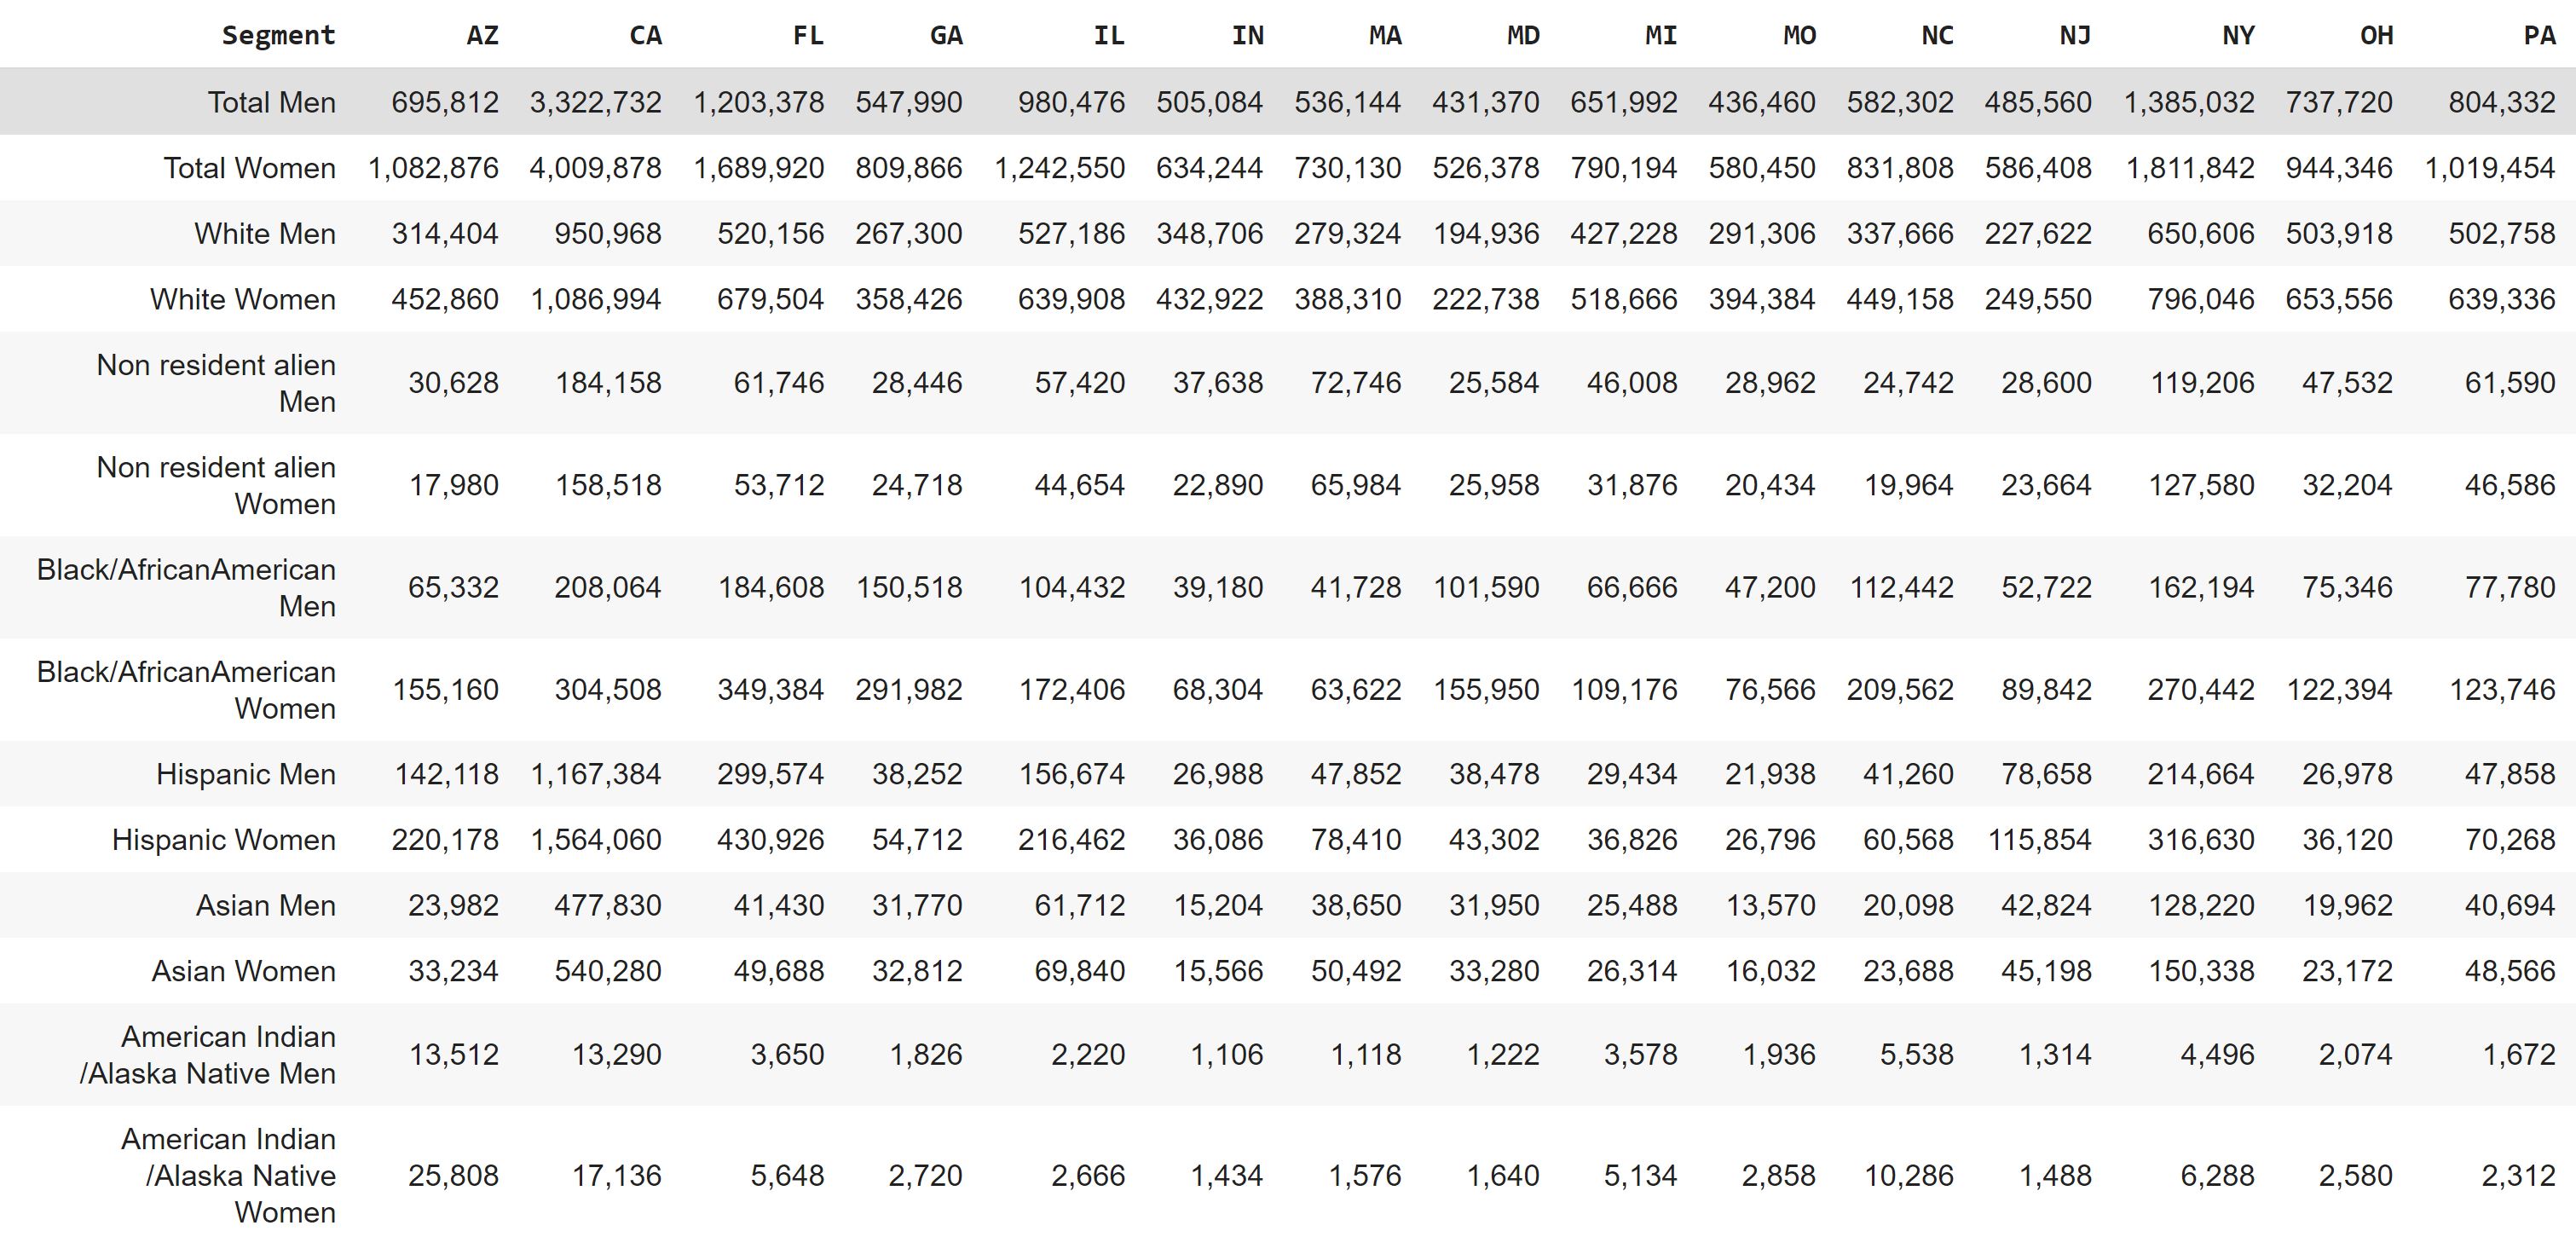 Segment AZ CA FL GA IL IN MA MD MI MO NC NJ NY OH PA
Total Men 695,812 3,322,732 1,203,378 547,990 980,476 505,084 536,144 431,370 651,992 436,460 582,302 485,560 1,385,032 737,720 804,332
Total Women 1,082,876 4,009,878 1,689,920 809,866 1,242,550 634,244 730,130 526,378 790,194 580,450 831,808 586,408 1,811,842 944,346 1,019,454
White Men 314,404 950,968 520,156 267,300 527,186 348,706 279,324 194,936 427,228 291,306 337,666 227,622 650,606 503,918 502,758
White Women 452,860 1,086,994 679,504 358,426 639,908 432,922 388,310 222,738 518,666 394,384 449,158 249,550 796,046 653,556 639,336
Non resident alien
Men 30,628 184,158 61,746 28,446 57,420 37,638 72,746 25,584 46,008 28,962 24,742 28,600 119,206 47,532 61,590
Non resident alien
Women 17,980 158,518 53,712 24,718 44,654 22,890 65,984 25,958 31,876 20,434 19,964 23,664 127,580 32,204 46,586
Black/AfricanAmerican
Men 65,332 208,064 184,608 150,518 104,432 39,180 41,728 101,590 66,666 47,200 112,442 52,722 162,194 75,346 77,780
Black/AfricanAmerican
Women 155,160 304,508 349,384 291,982 172,406 68,304 63,622 155,950 109,176 76,566 209,562 89,842 270,442 122,394 123,746
Hispanic Men 142,118 1,167,384 299,574 38,252 156,674 26,988 47,852 38,478 29,434 21,938 41,260 78,658 214,664 26,978 47,858
Hispanic Women 220,178 1,564,060 430,926 54,712 216,462 36,086 78,410 43,302 36,826 26,796 60,568 115,854 316,630 36,120 70,268
Asian Men 23,982 477,830 41,430 31,770 61,712 15,204 38,650 31,950 25,488 13,570 20,098 42,824 128,220 19,962 40,694
Asian Women 33,234 540,280 49,688 32,812 69,840 15,566 50,492 33,280 26,314 16,032 23,688 45,198 150,338 23,172 48,566
American Indian
/Alaska Native Men 13,512 13,290 3,650 1,826 2,220 1,106 1,118 1,222 3,578 1,936 5,538 1,314 4,496 2,074 1,672
American Indian
/Alaska Native 25,808 17,136 5,648 2,720 2,666 1,434 1,576 1,640 5,134 2,858 10,286 1,488 6,288 2,580 2,312
Women